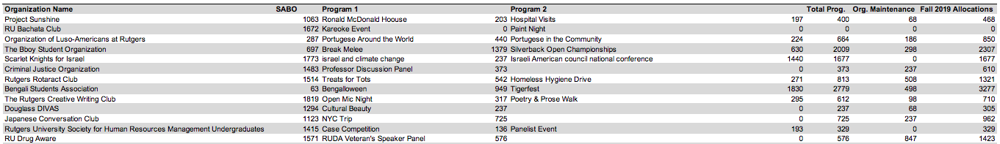 Organization Name SABO Program 1 Program 2 Total Prog. Org. Maintenance Fall 2019 Allocations
Project Sunshine 1063 Ronald McDonald Hoouse 203 Hospital Visits 197 400 68 468
RU Bachata Club 1672 Kareoke Event 0 Paint Night 0 0 0 0
Organization of Luso-Americans at Rutgers 287 Portugese Around the World 440 Portugese in the Community 224 664 186 850
The Bboy Student Organization 697 Break Melee 1379 Silverback Open Championships 630 2009 298 2307
Scarlet Knights for Israel 1773 israel and climate change 237 Israeli American council national conference 1440 1677 0 1677
Criminal Justice Organization 1483 Professor Discussion Panel 373 0 373 237 610
Rutgers Rotaract Club 1514 Treats for Tots 542 Homeless Hygiene Drive 271 813 508 1321
Bengali Students Association 63 Bengalloween 949 Tigerfest 1830 2779 498 3277
The Rutgers Creative Writing Club 1819 Open Mic Night 317 Poetry & Prose Walk 295 612 98 710
Douglass DIVAS 1294 Cultural Beauty 237 0 237 68 305
Japanese Conversation Club 1123 NYC Trip 725 0 725 237 962
Rutgers University Society for Human Resources Management Undergraduates 1415 Case Competition 136 Panelist Event 193 329 0 329
RU Drug Aware 1571 RUDA Veteran's Speaker Panel 576 0 576 847 1423